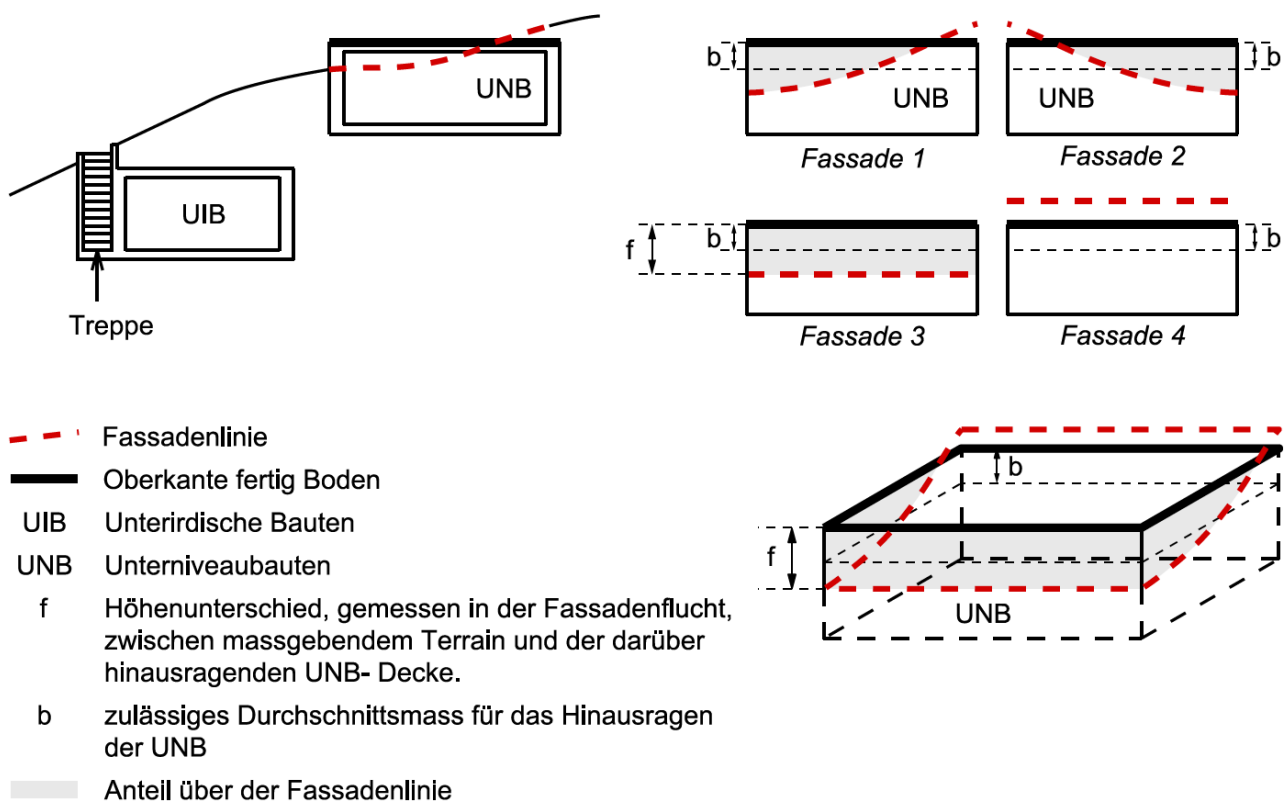 UNB
UIB
Treppe
b
UNB
Fassade 1
UNB
b
Fassade 2
f
b
Fassade 3
b
Fassade 4
Fassadenlinie
Oberkante fertig Boden
UIB Unterirdische Bauten
UNB Unterniveaubauten
f Höhenunterschied, gemessen in der Fassadenflucht,
zwischen massgebendem Terrain und der darüber
hinausragenden UNB- Decke.
b zulässiges Durchschnittsmass für das Hinausragen
der UNB
Anteil über der Fassadenlinie
b
f
UNB